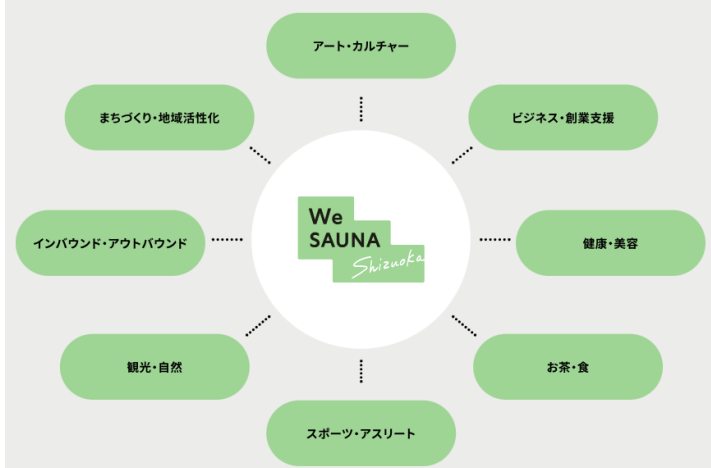 アート・カルチャー
まちづくり・地域活性化
ビジネス・創業支援
We
SAUNA
Shizuoka
インバウンド・アウトバウンド
健康・美容
観光・自然
お茶・食
スポーツ・アスリート